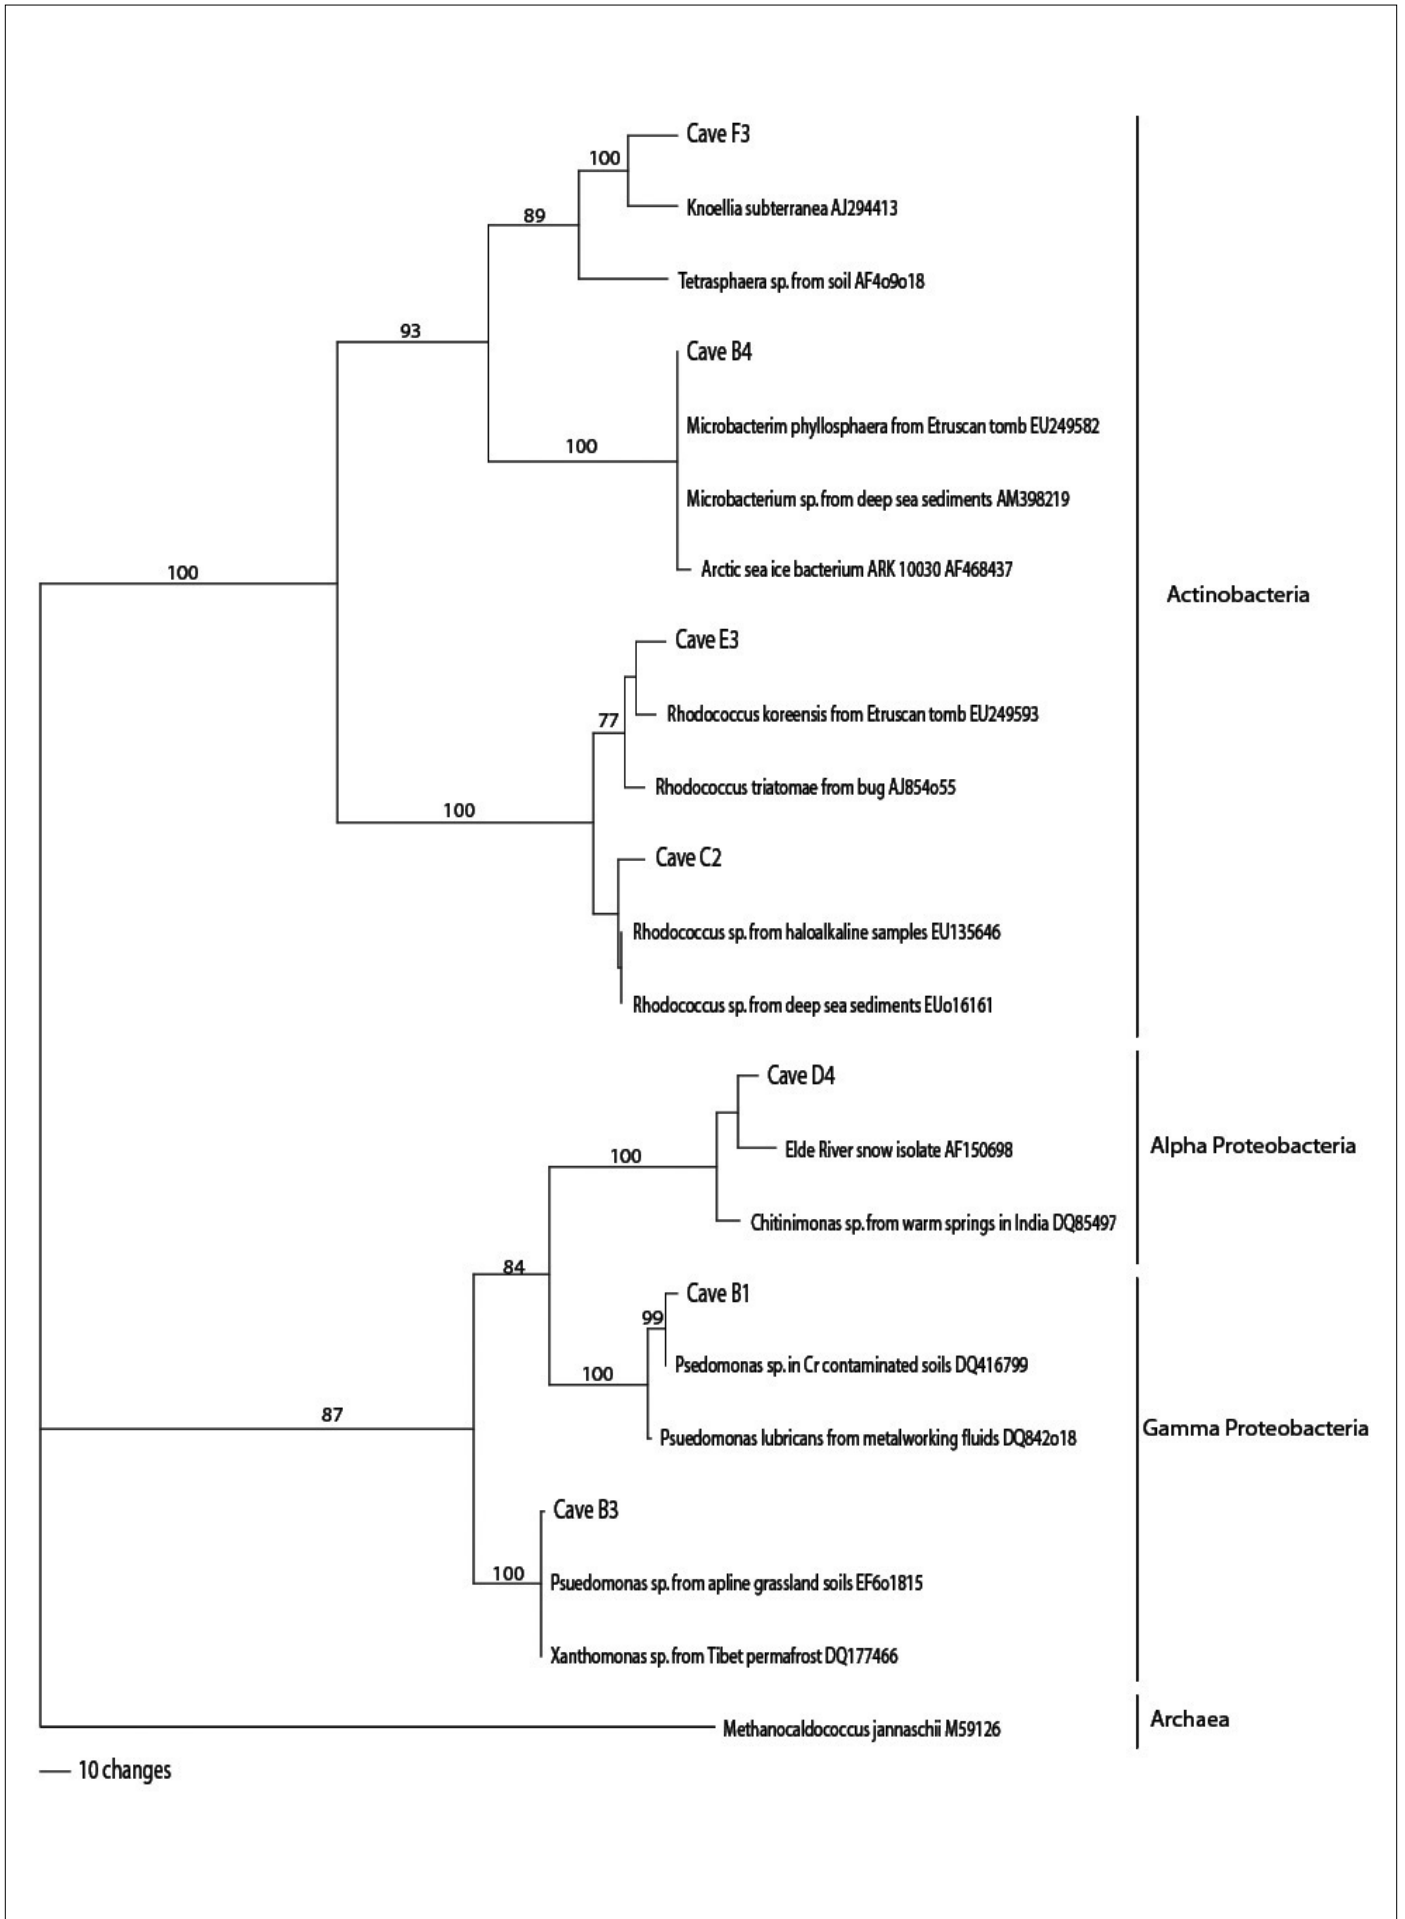 Cave F3
100
Knoellia subterranea AJ294413
89
Tetrasphaera sp. from soil AF4o9o18
93
Cave B4
Microbacterim phyllosphaera from Etruscan tomb EU249582
100
Microbacterium sp. from deep sea sediments AM398219
Arctic sea ice bacterium ARK 10030 AF468437
100
Actinobacteria
Cave E3
Rhodococcus koreensis from Etruscan tomb EU249593
77
Rhodococcus triatomae from bug AJ854o55
100
Cave C2
Rhodococcus sp. from haloalkaline samples EU135646
Rhodococcus sp. from deep sea sediments EUo16161
Cave D4
Elde River snow isolate AF150698
Alpha Proteobacteria
100
Chitinimonas sp. from warm springs in India DQ85497
84
Cave B1
99
Psedomonas sp. in Cr contaminated soils DQ416799
100
87
Gamma Proteobacteria
Psuedomonas lubricans from metalworking fluids DQ842o18
Cave B3
100
Psuedomonas sp. from apline grassland soils EF6o1815
Xanthomonas sp. from Tibet permafrost DQ177466
Archaea
Methanocaldococcus jannaschii M59126
10 changes